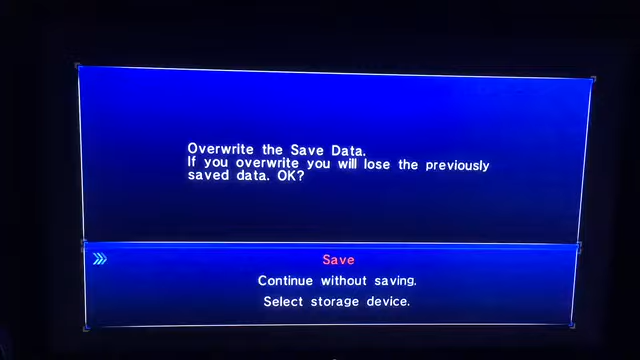 Overwrite the Save Data.
If you overwrite you will lose the previously
saved data. OK?
Save
Continue without saving.
Select storage device.